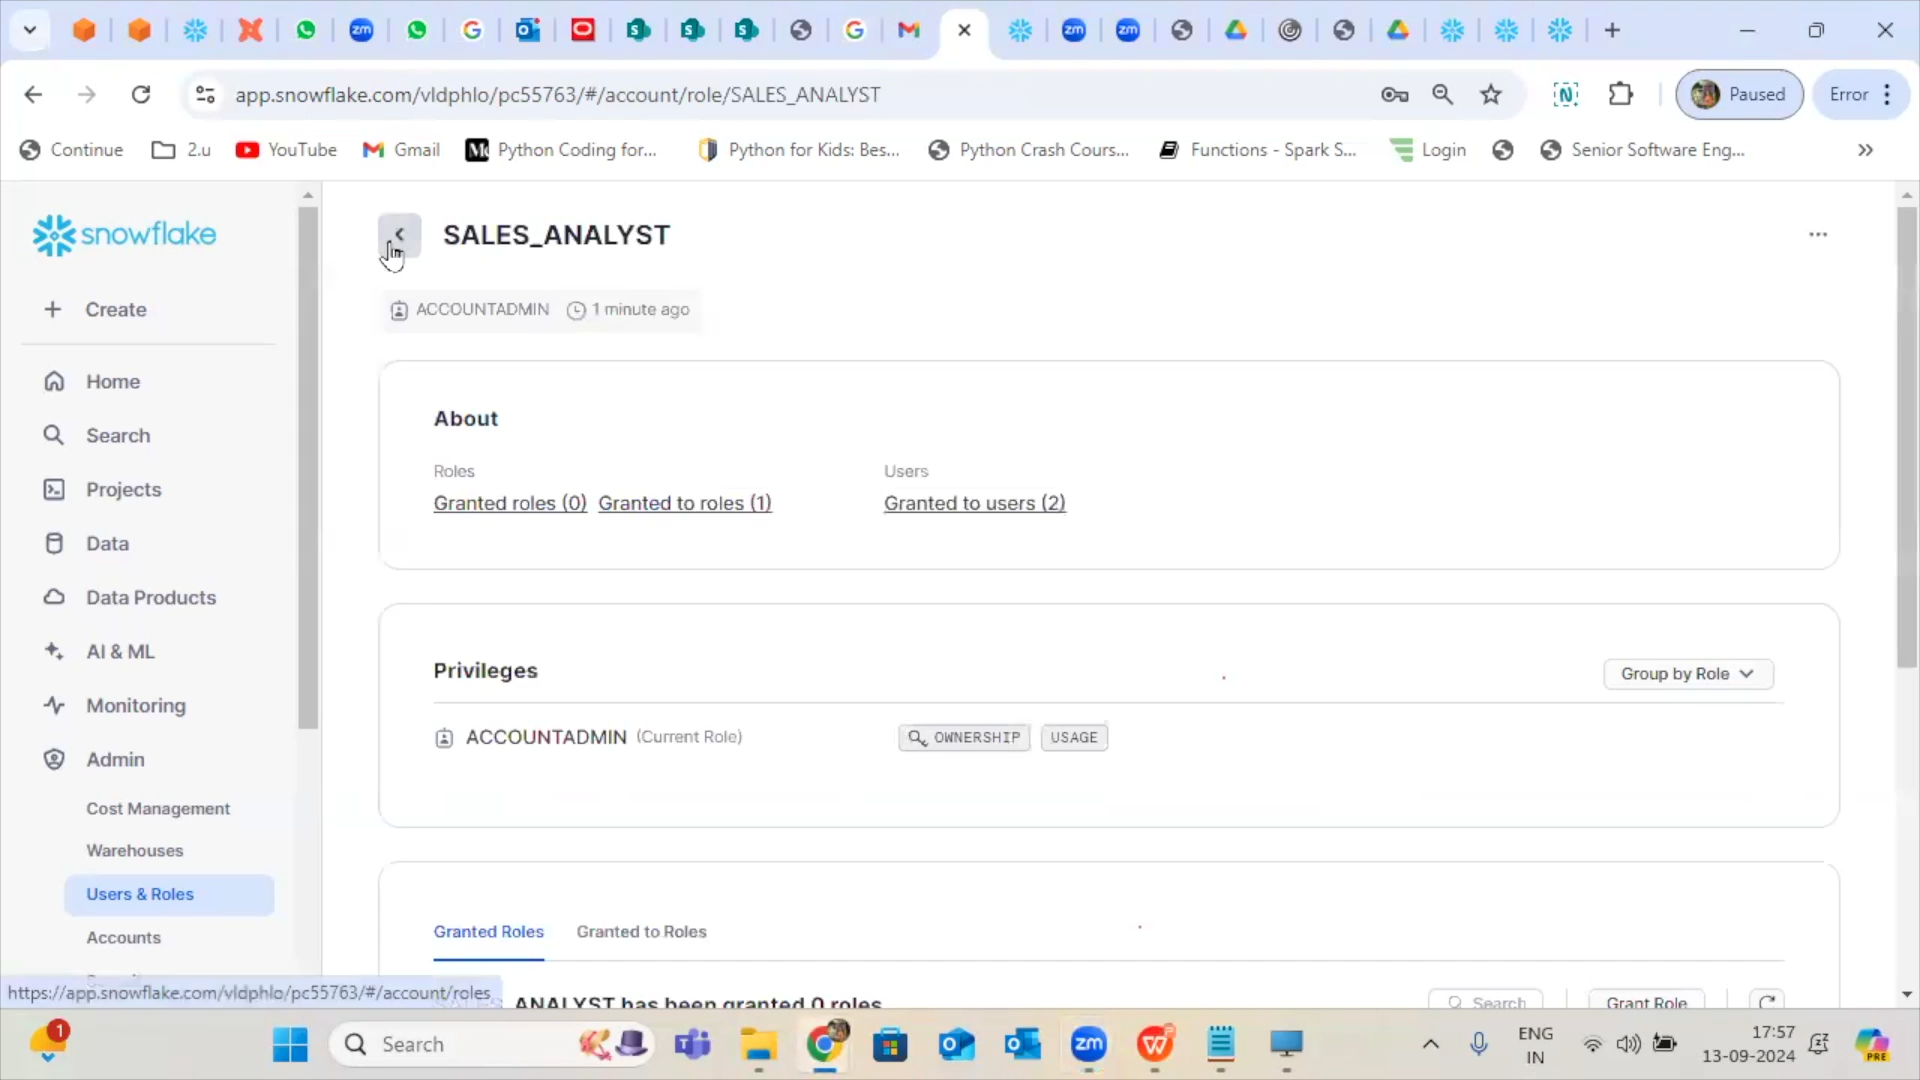 app.snowflake.com/vldphlo/pc55763/#/account/role/SALES_ANALYST
Paused
Error
Continue
2.u
YouTube
Gmail
Python Coding for...
Python for Kids: Bes...
Python Crash Cours...
Functions - Spark S...
Login
Senior Software Eng...
snowflake
Create
Home
Search
Projects
Data
Data Products
AI & ML
Monitoring
Admin
Cost Management
Warehouses
Users & Roles
Accounts
https://app.snowflake.com/vldphlo/pc55763/#/account/roles
SALES_ANALYST
ACCOUNTADMIN 1 minute ago
About
Roles
Granted roles (0) Granted to roles (1)
Users
Granted to users (2)
Privileges
Group by Role
ACCOUNTADMIN (Current Role)
OWNERSHIP USAGE
Granted Roles Granted to Roles
ANALYST has been granted 0 roles
Search
Grant Role
1
Search
zm
ENG
IN
17:57
13-09-2024
PRE